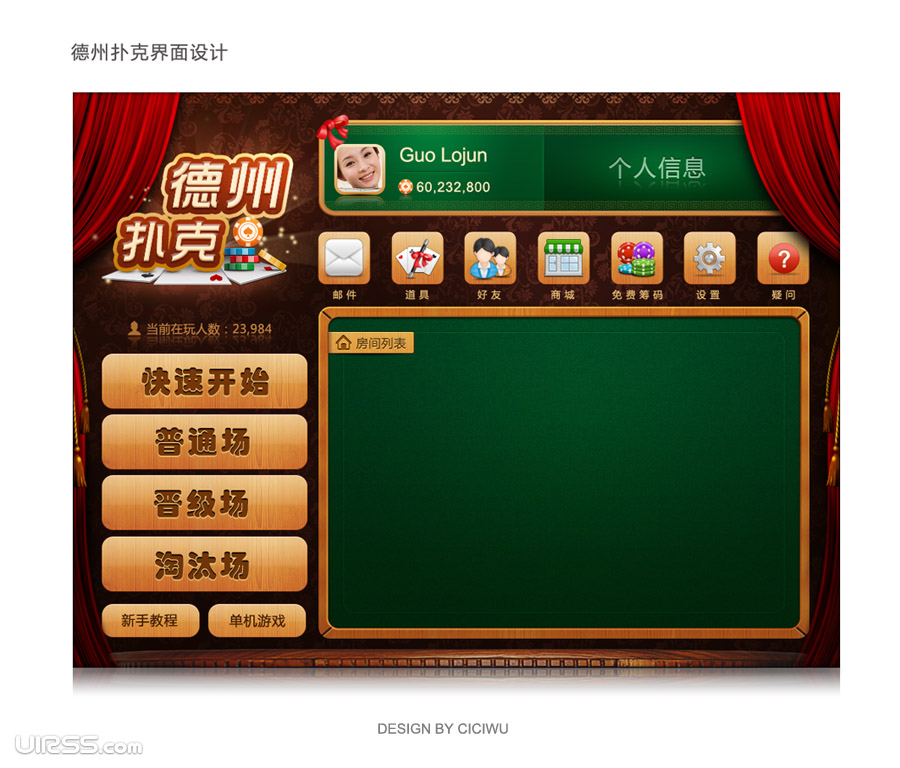 德州扑克界面设计
德州
扑克
Guo Lojun
60,232,800
个人信息
邮件
道具
好友
商城
免费筹码
设置
疑问
当前在玩人数：23,984
房间列表
快速开始
普通场
晋级场
淘汰场
新手教程
单机游戏
DESIGN BY CICIWU
UIRSS.com